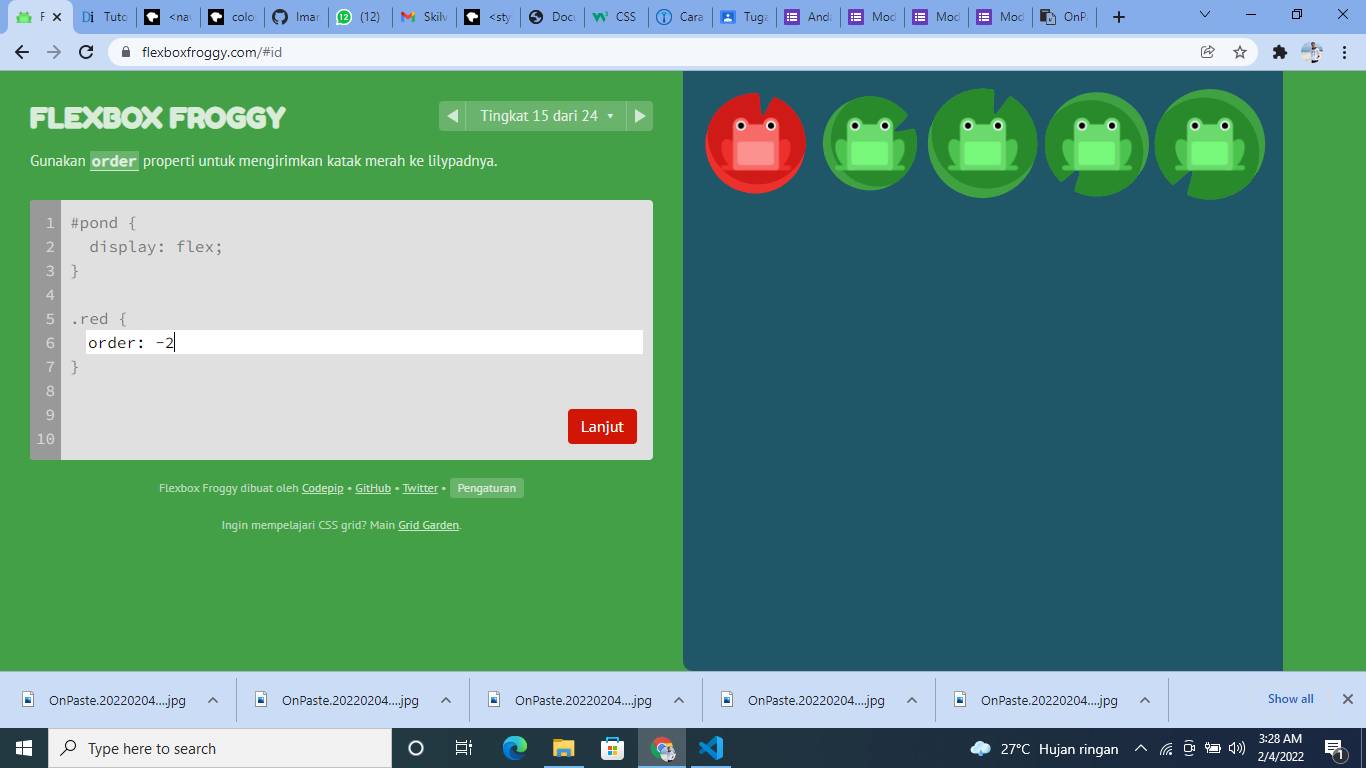 F
Tuto
<nav
colo
Imar
(12)
Skilv
<sty
Docu
CSS
Cara
Tuga
Anda
Mod
Mod
Mod
OnPa
flexboxfroggy.com/#id
FLEXBOX FROGGY
Tingkat 15 dari 24
Gunakan order properti untuk mengirimkan katak merah ke lilypadnya.
1 #pond {
2 display: flex;
3 }
4
5 .red {
6 order: -2
7 }
8
9
10
Lanjut
Flexbox Froggy dibuat oleh Codepip • GitHub • Twitter • Pengaturan
Ingin mempelajari CSS grid? Main Grid Garden.
OnPaste.20220204....jpg
OnPaste.20220204....jpg
OnPaste.20220204....jpg
OnPaste.20220204....jpg
OnPaste.20220204....jpg
Show all
Type here to search
27°C Hujan ringan
3:28 AM
2/4/2022
1